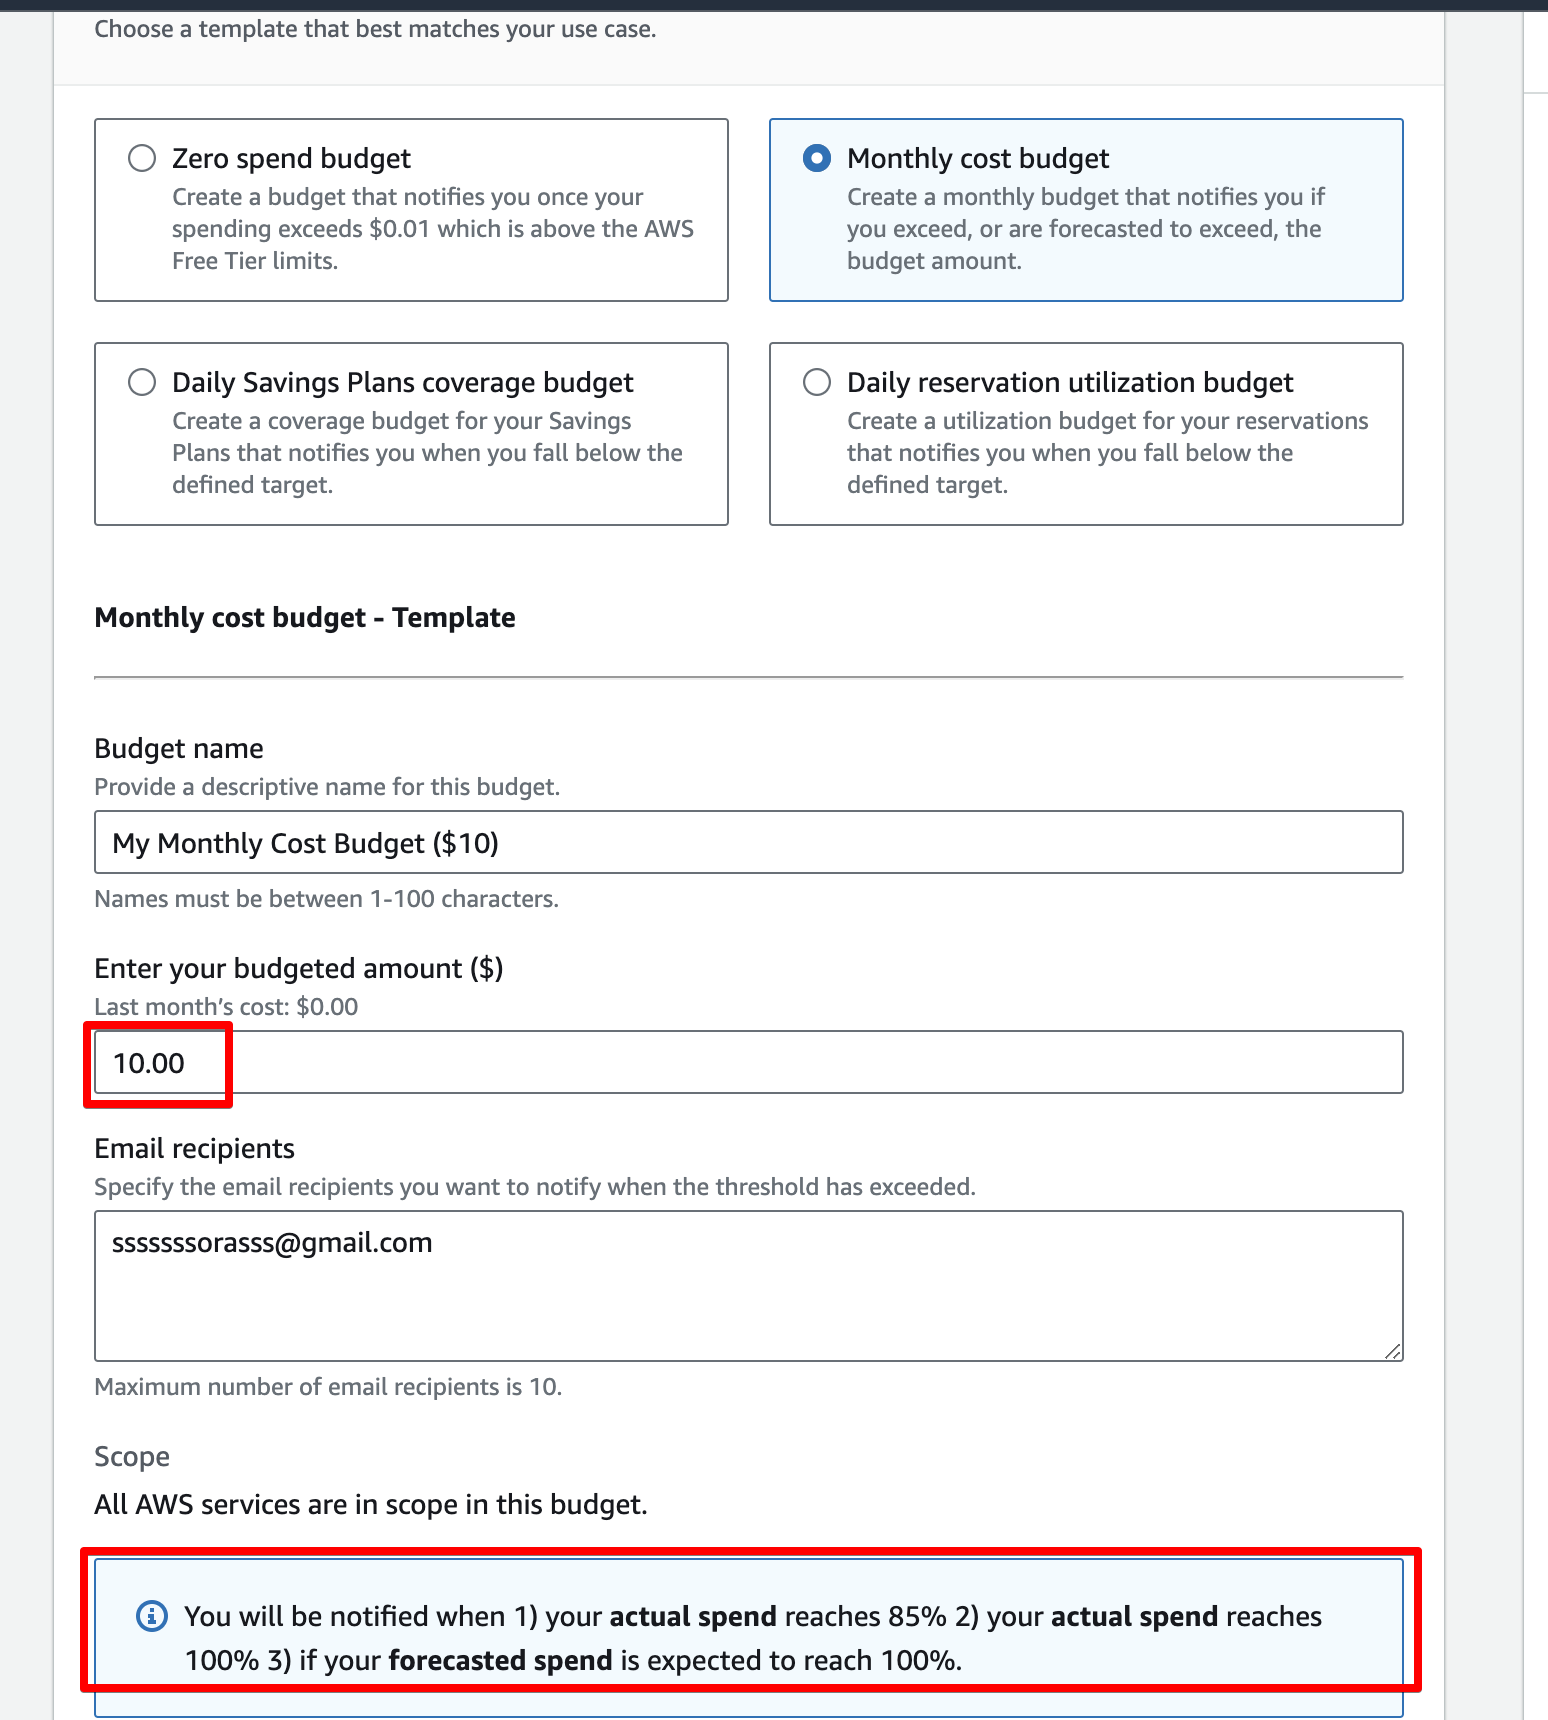 Choose a template that best matches your use case.
Zero spend budget
Create a budget that notifies you once your
spending exceeds $0.01 which is above the AWS
Free Tier limits.
Monthly cost budget
Create a monthly budget that notifies you if
you exceed, or are forecasted to exceed, the
budget amount.
Daily Savings Plans coverage budget
Create a coverage budget for your Savings
Plans that notifies you when you fall below the
defined target.
Daily reservation utilization budget
Create a utilization budget for your reservations
that notifies you when you fall below the
defined target.
Monthly cost budget - Template
Budget name
Provide a descriptive name for this budget.
My Monthly Cost Budget ($10)
Names must be between 1-100 characters.
Enter your budgeted amount ($)
Last month's cost: $0.00
10.00
Email recipients
Specify the email recipients you want to notify when the threshold has exceeded.
sssssssorasss@gmail.com
Maximum number of email recipients is 10.
Scope
All AWS services are in scope in this budget.
You will be notified when 1) your actual spend reaches 85% 2) your actual spend reaches
100% 3) if your forecasted spend is expected to reach 100%.